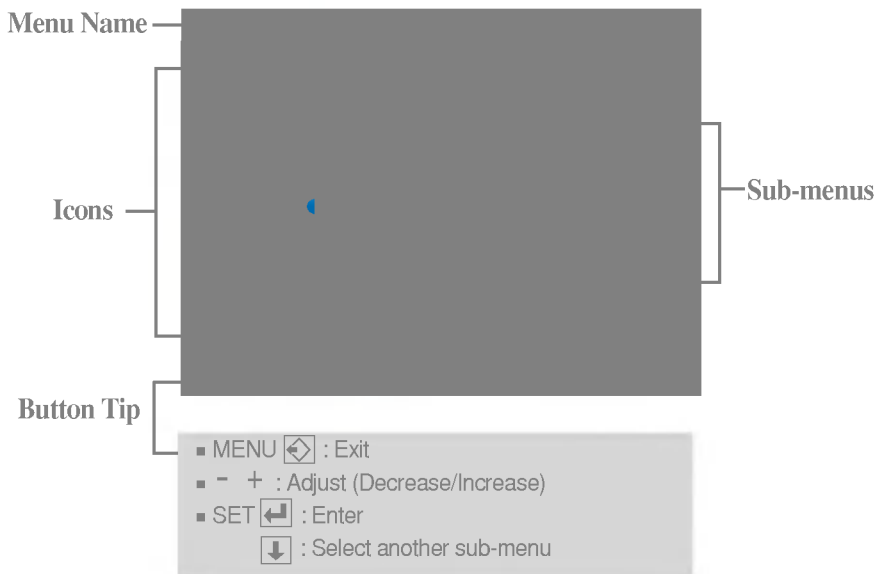 Menu Name
Icons
Sub-menus
Button Tip
■ MENU : Exit
■ - + : Adjust (Decrease/Increase)
■ SET : Enter
: Select another sub-menu